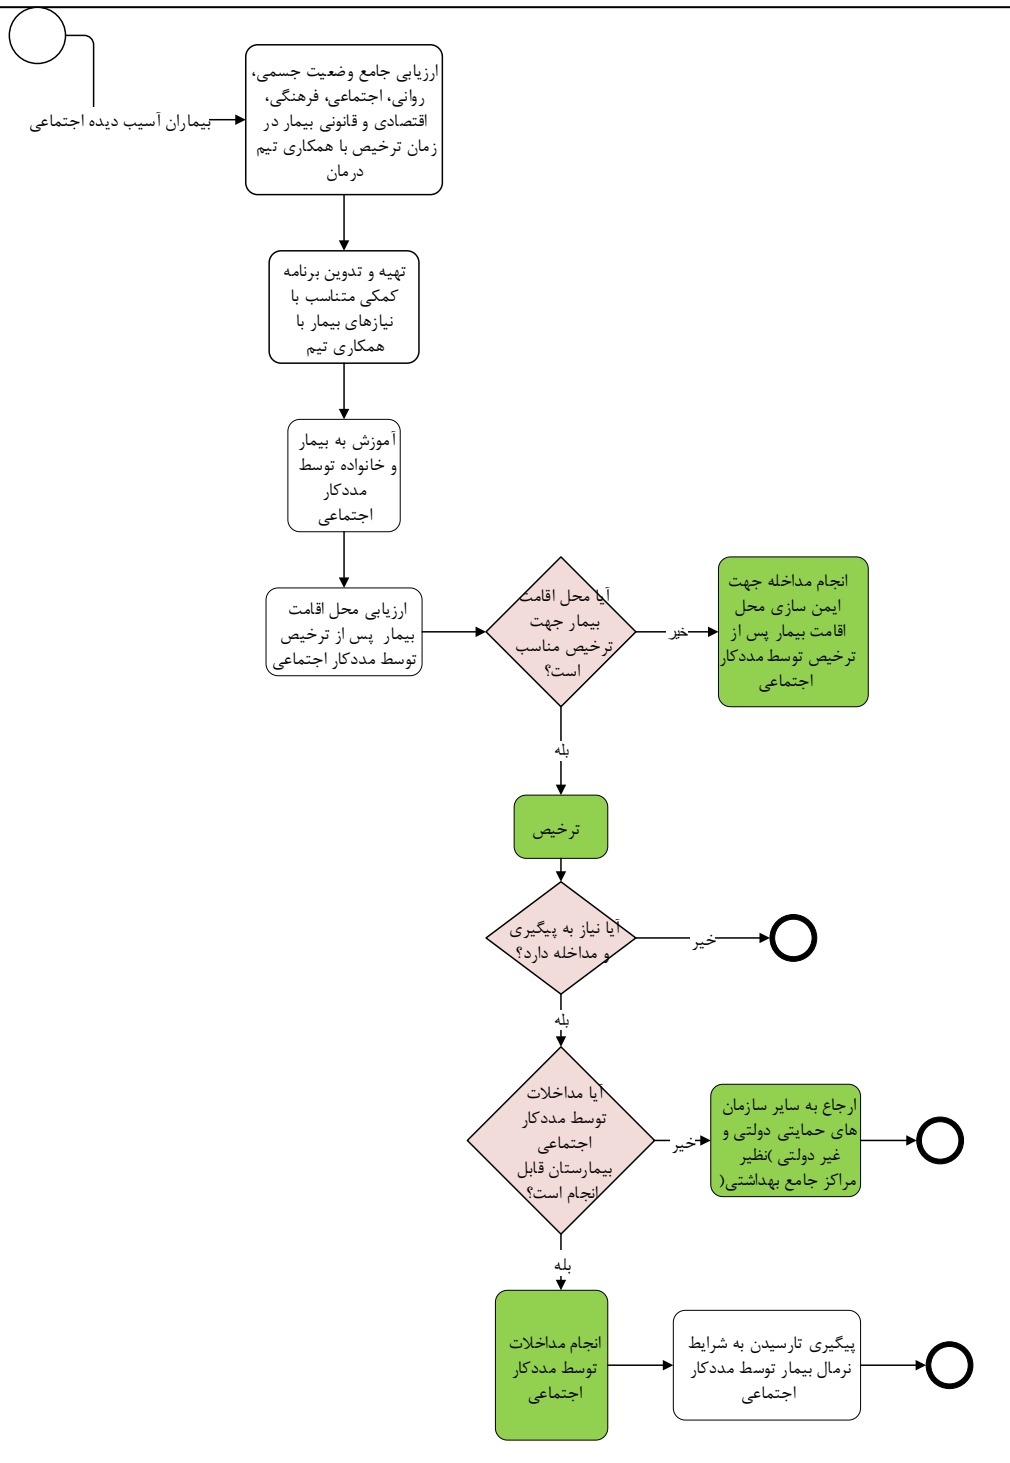 بیماران آسیب دیده اجتماعی
ارزیابی جامع وضعیت جسمی،
روانی، اجتماعی، فرهنگی،
اقتصادی و قانونی بیمار در
زمان ترخیص با همکاری تیم
درمان
تهیه و تدوین برنامه
کمکی متناسب با
نیازهای بیمار با
همکاری تیم
آموزش به بیمار
و خانواده توسط
مددکار
اجتماعی
ارزیابی محل اقامت
بیمار پس از ترخیص
توسط مددکار اجتماعی
آیا محل اقامت
بیمار جهت
ترخیص مناسب
است؟
خیر
انجام مداخله جهت
ایمن سازی محل
اقامت بیمار پس از
ترخیص توسط مددکار
اجتماعی
بله
ترخیص
آیا نیاز به پیگیری
و مداخله دارد؟
خیر
بله
آیا مداخلات
توسط مددکار
اجتماعی
بیمارستان قابل
انجام است؟
خیر
ارجاع به سایر سازمان
های حمایتی دولتی و
غیر دولتی )نظیر
مراکز جامع بهداشتی(
بله
انجام مداخلات
توسط مددکار
اجتماعی
پیگیری تارسیدن به شرایط
نرمال بیمار توسط مددکار
اجتماعی